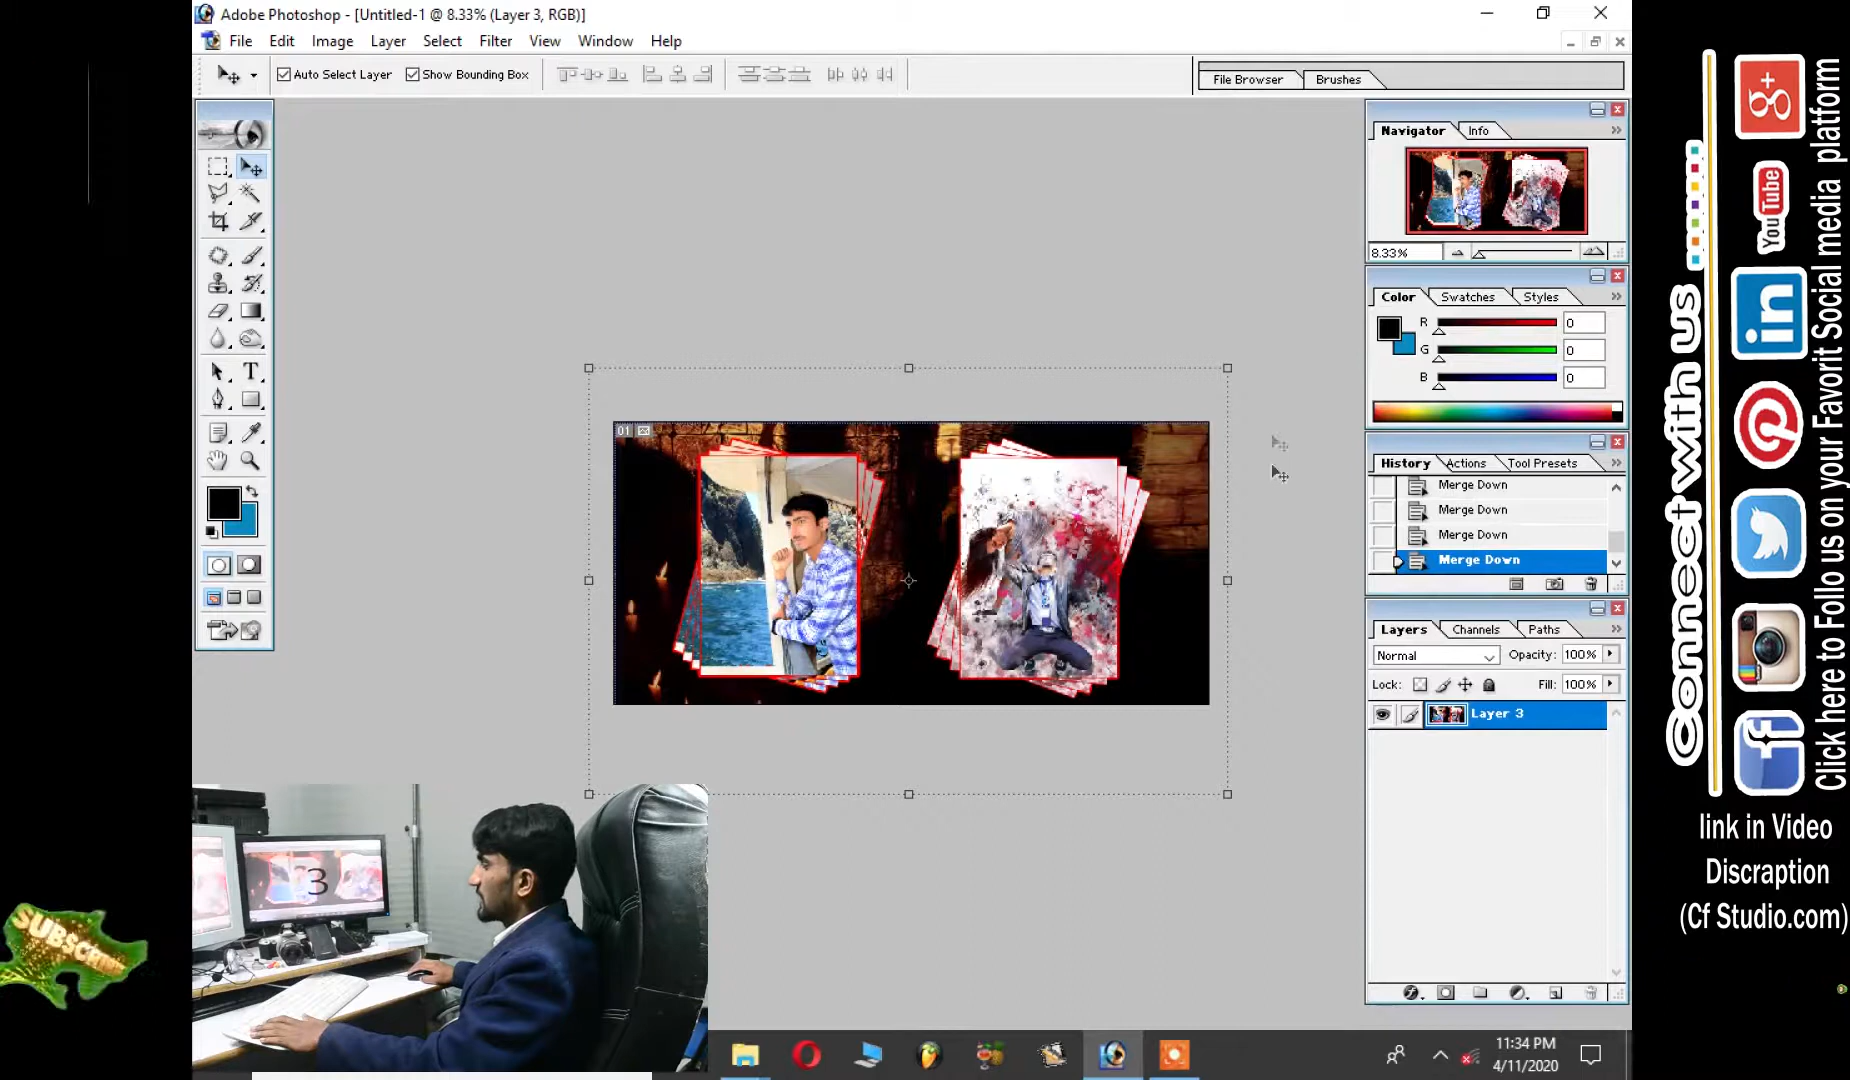 Adobe Photoshop - [Untitled-1 @ 8.33% (Layer 3, RGB)]
File Edit Image Layer Select Filter View Window Help
Auto Select Layer Show Bounding Box
File Browser Brushes
Navigator Info
8.33%
Color Swatches Styles
R 0
G 0
B 0
01
History Actions Tool Presets
Merge Down
Merge Down
Merge Down
Merge Down
Layers Channels Paths
Normal Opacity: 100%
Lock: Fill: 100%
Layer 3
T
3
SUBSCRIBE
11:34 PM
4/11/2020
Connect with us
g+
YouTube
in
Click here to Follo us on your Favorit Social media platform
link in Video
Discraption
(Cf Studio.com)